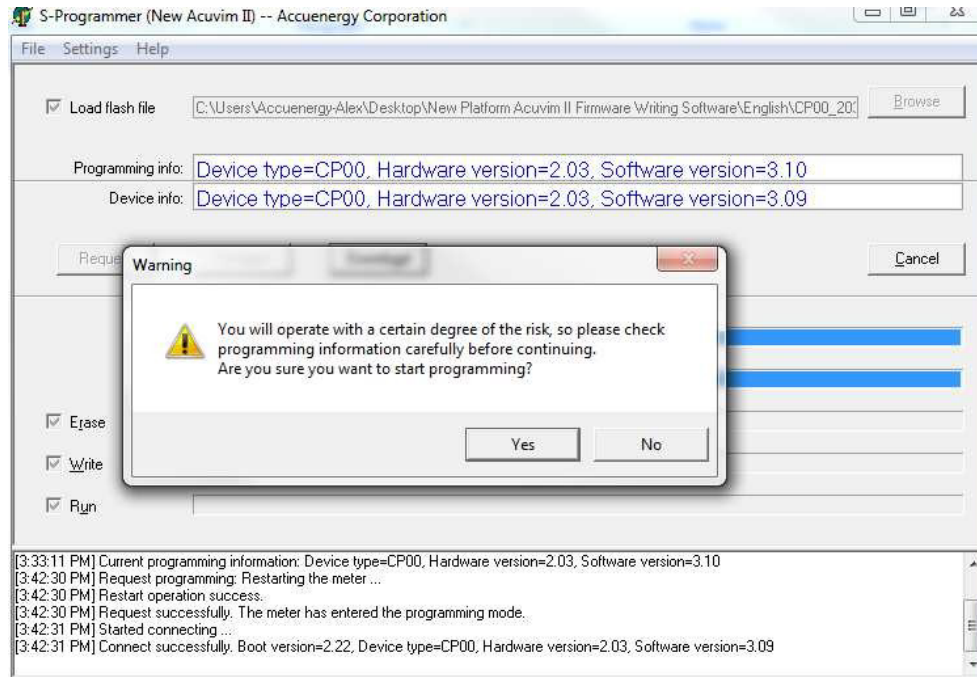 S-Programmer (New Acuvim II) -- Accuenergy Corporation
File Settings Help
Load flash file C:\Users\Accuenergy-Alex\Desktop\New Platform Acuvim II Firmware Writing Software\English\CP00_20 Browse
Programming info: Device type=CP00, Hardware version=2.03, Software version=3.10
Device info: Device type=CP00, Hardware version=2.03, Software version=3.09
Cancel
Warning
You will operate with a certain degree of the risk, so please check
programming information carefully before continuing.
Are you sure you want to start programming?
Yes No
Erase
Write
Run
[3:33:11 PM] Current programming information: Device type=CP00, Hardware version=2.03, Software version=3.10
[3:42:30 PM] Request programming: Restarting the meter ...
[3:42:30 PM] Restart operation success.
[3:42:30 PM] Request successfully. The meter has entered the programming mode.
[3:42:31 PM] Started connecting ...
[3:42:31 PM] Connect successfully. Boot version=2.22, Device type=CP00, Hardware version=2.03, Software version=3.09